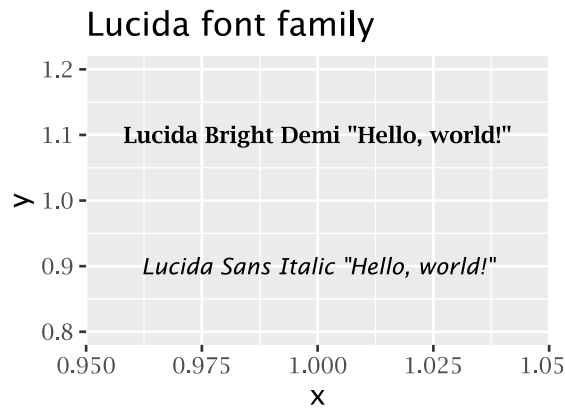 Lucida font family
1.2
1.1
Lucida Bright Demi "Hello, world!"
y
1.0
0.9
Lucida Sans Italic "Hello, world!"
0.8
0.950 0.975 1.000 1.025 1.05
x